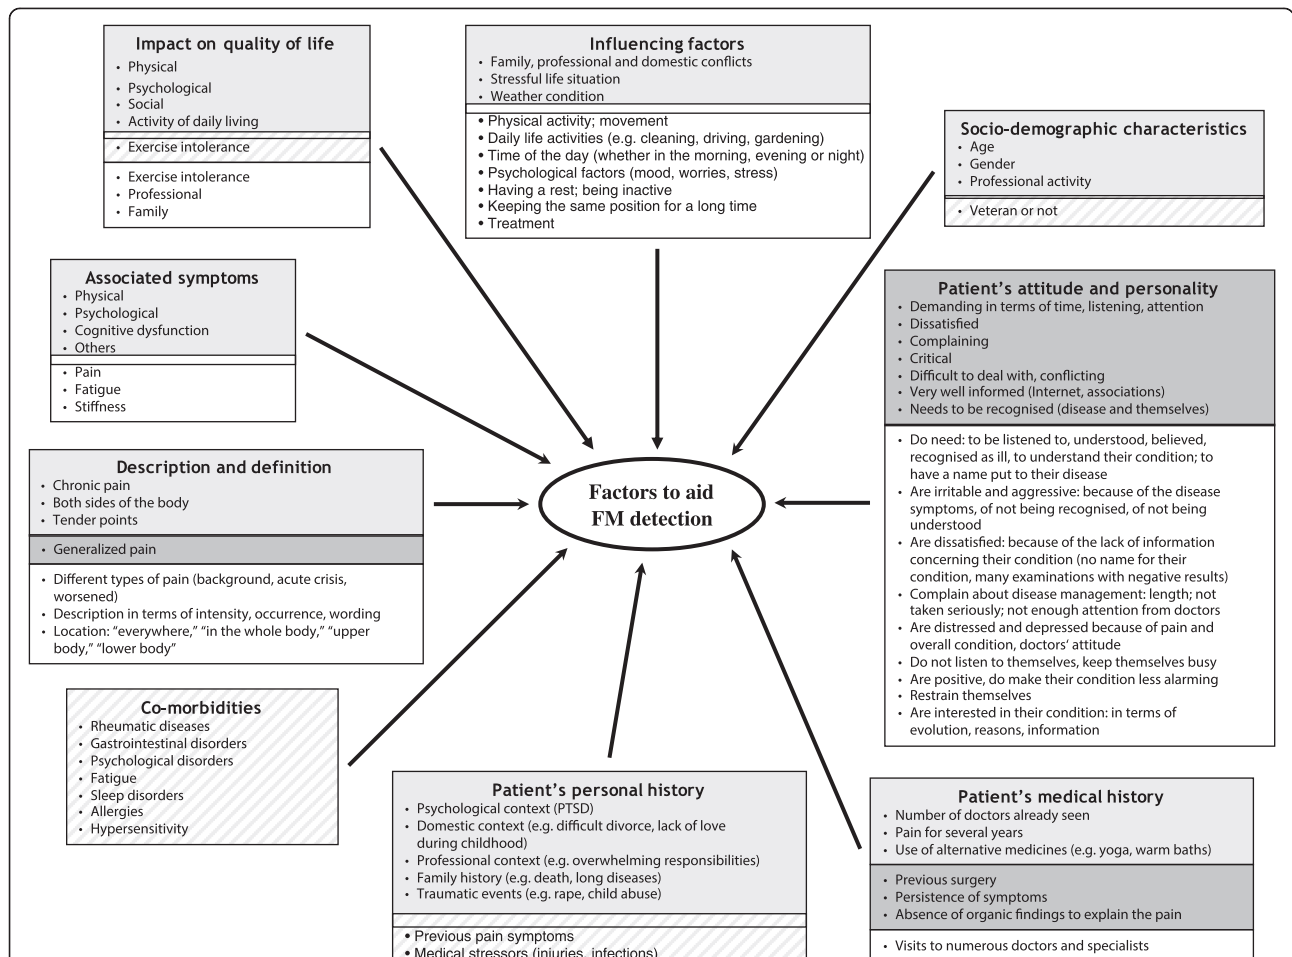 Impact on quality of life
• Physical
• Psychological
• Social
• Activity of daily living
• Exercise intolerance
• Exercise intolerance
• Professional
• Family
Influencing factors
• Family, professional and domestic conflicts
• Stressful life situation
• Weather condition
• Physical activity; movement
• Daily life activities (e.g. cleaning, driving, gardening)
• Time of the day (whether in the morning, evening or night)
• Psychological factors (mood, worries, stress)
• Having a rest; being inactive
• Keeping the same position for a long time
• Treatment
Socio-demographic characteristics
• Age
• Gender
• Professional activity
• Veteran or not
Associated symptoms
• Physical
• Psychological
• Cognitive dysfunction
• Others
• Pain
• Fatigue
• Stiffness
Patient's attitude and personality
• Demanding in terms of time, listening, attention
• Dissatisfied
• Complaining
• Critical
• Difficult to deal with, conflicting
• Very well informed (Internet, associations)
• Needs to be recognised (disease and themselves)
• Do need: to be listened to, understood, believed,
recognised as ill, to understand their condition; to
have a name put to their disease
• Are irritable and aggressive: because of the disease
symptoms, of not being recognised, of not being
understood
• Are dissatisfied: because of the lack of information
concerning their condition (no name for their
condition, many examinations with negative results)
• Complain about disease management: length; not
taken seriously; not enough attention from doctors
• Are distressed and depressed because of pain and
overall condition, doctors' attitude
• Do not listen to themselves, keep themselves busy
• Are positive, do make their condition less alarming
• Restrain themselves
• Are interested in their condition: in terms of
evolution, reasons, information
Description and definition
• Chronic pain
• Both sides of the body
• Tender points
• Generalized pain
• Different types of pain (background, acute crisis,
worsened)
• Description in terms of intensity, occurrence, wording
• Location: “everywhere,” “in the whole body,” “upper
body,” “lower body”
Factors to aid
FM detection
Co-morbidities
• Rheumatic diseases
• Gastrointestinal disorders
• Psychological disorders
• Fatigue
• Sleep disorders
• Allergies
• Hypersensitivity
Patient's personal history
• Psychological context (PTSD)
• Domestic context (e.g. difficult divorce, lack of love
during childhood)
• Professional context (e.g. overwhelming responsibilities)
• Family history (e.g. death, long diseases)
• Traumatic events (e.g. rape, child abuse)
• Previous pain symptoms
• Medical stressors (injuries, infections)
Patient's medical history
• Number of doctors already seen
• Pain for several years
• Use of alternative medicines (e.g. yoga, warm baths)
• Previous surgery
• Persistence of symptoms
• Absence of organic findings to explain the pain
• Visits to numerous doctors and specialists